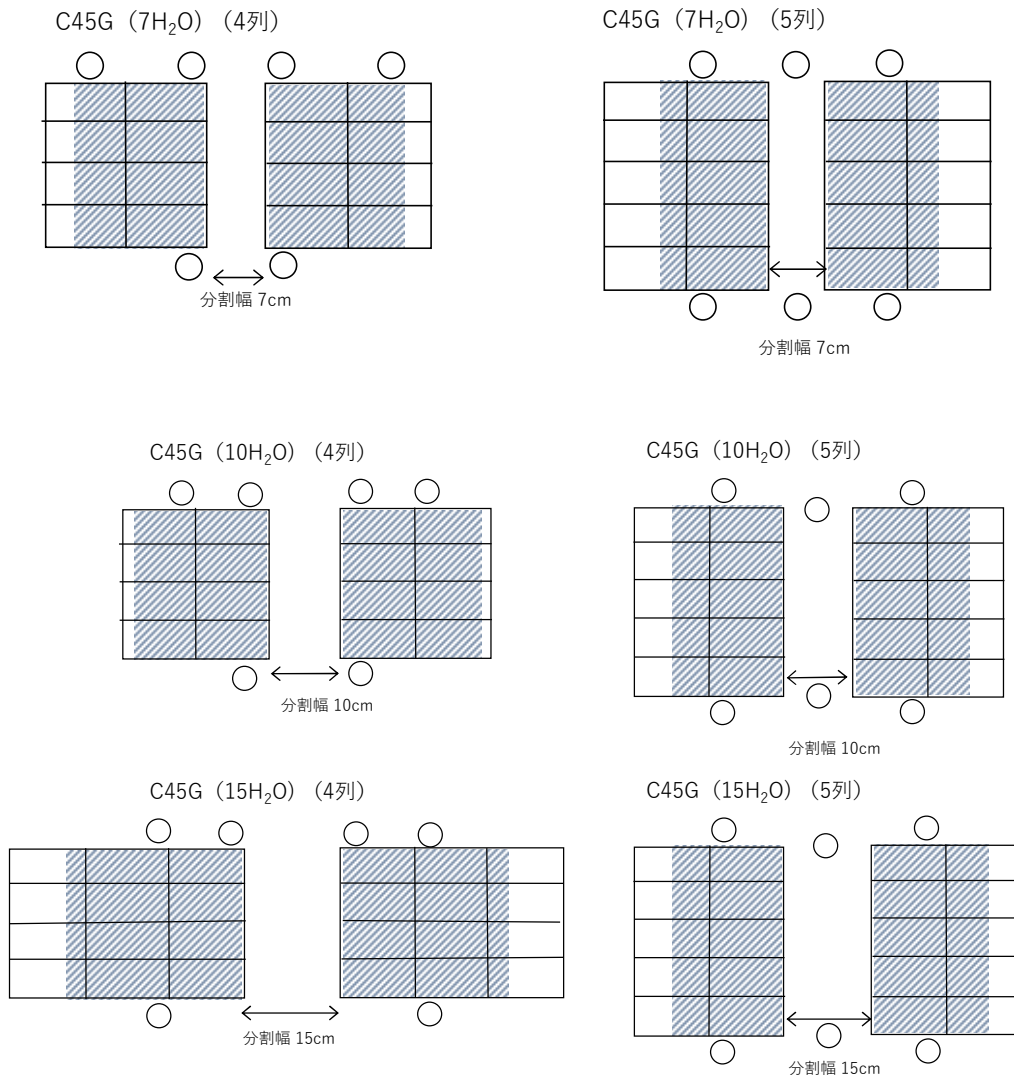 C45G（7H₂O）（4列）
C45G（7H₂O）（5列）
分割幅 7cm
分割幅 7cm
C45G（10H₂O）（4列）
C45G（10H₂O）（5列）
分割幅 10cm
分割幅 10cm
C45G（15H₂O）（4列）
C45G（15H₂O）（5列）
分割幅 15cm
分割幅 15cm